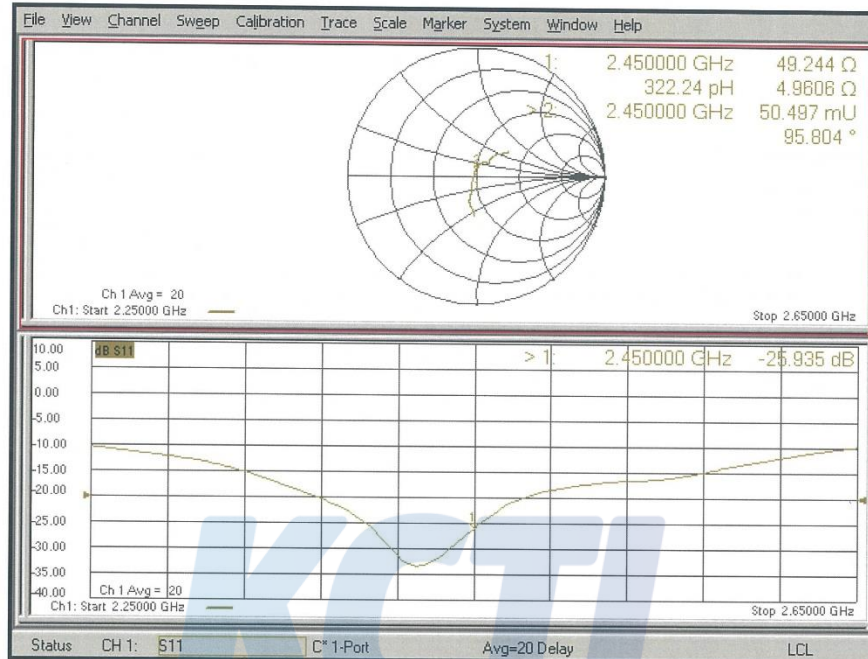 File View Channel Sweep Calibration Trace Scale Marker System Window Help
1: 2.450000 GHz 49.244 Ω
322.24 pH 4.9606 Ω
> 2: 2.450000 GHz 50.497 mU
95.804 °
Ch 1 Avg = 20
Ch1: Start 2.25000 GHz
Stop 2.65000 GHz
10.00 dB S11
> 1: 2.450000 GHz -25.935 dB
5.00
0.00
-5.00
-10.00
-15.00
-20.00
-25.00
1
-30.00
-35.00
-40.00
Ch 1 Avg = 20
Ch1: Start 2.25000 GHz
Stop 2.65000 GHz
KCTL
Status CH 1: S11 C* 1-Port Avg=20 Delay LCL